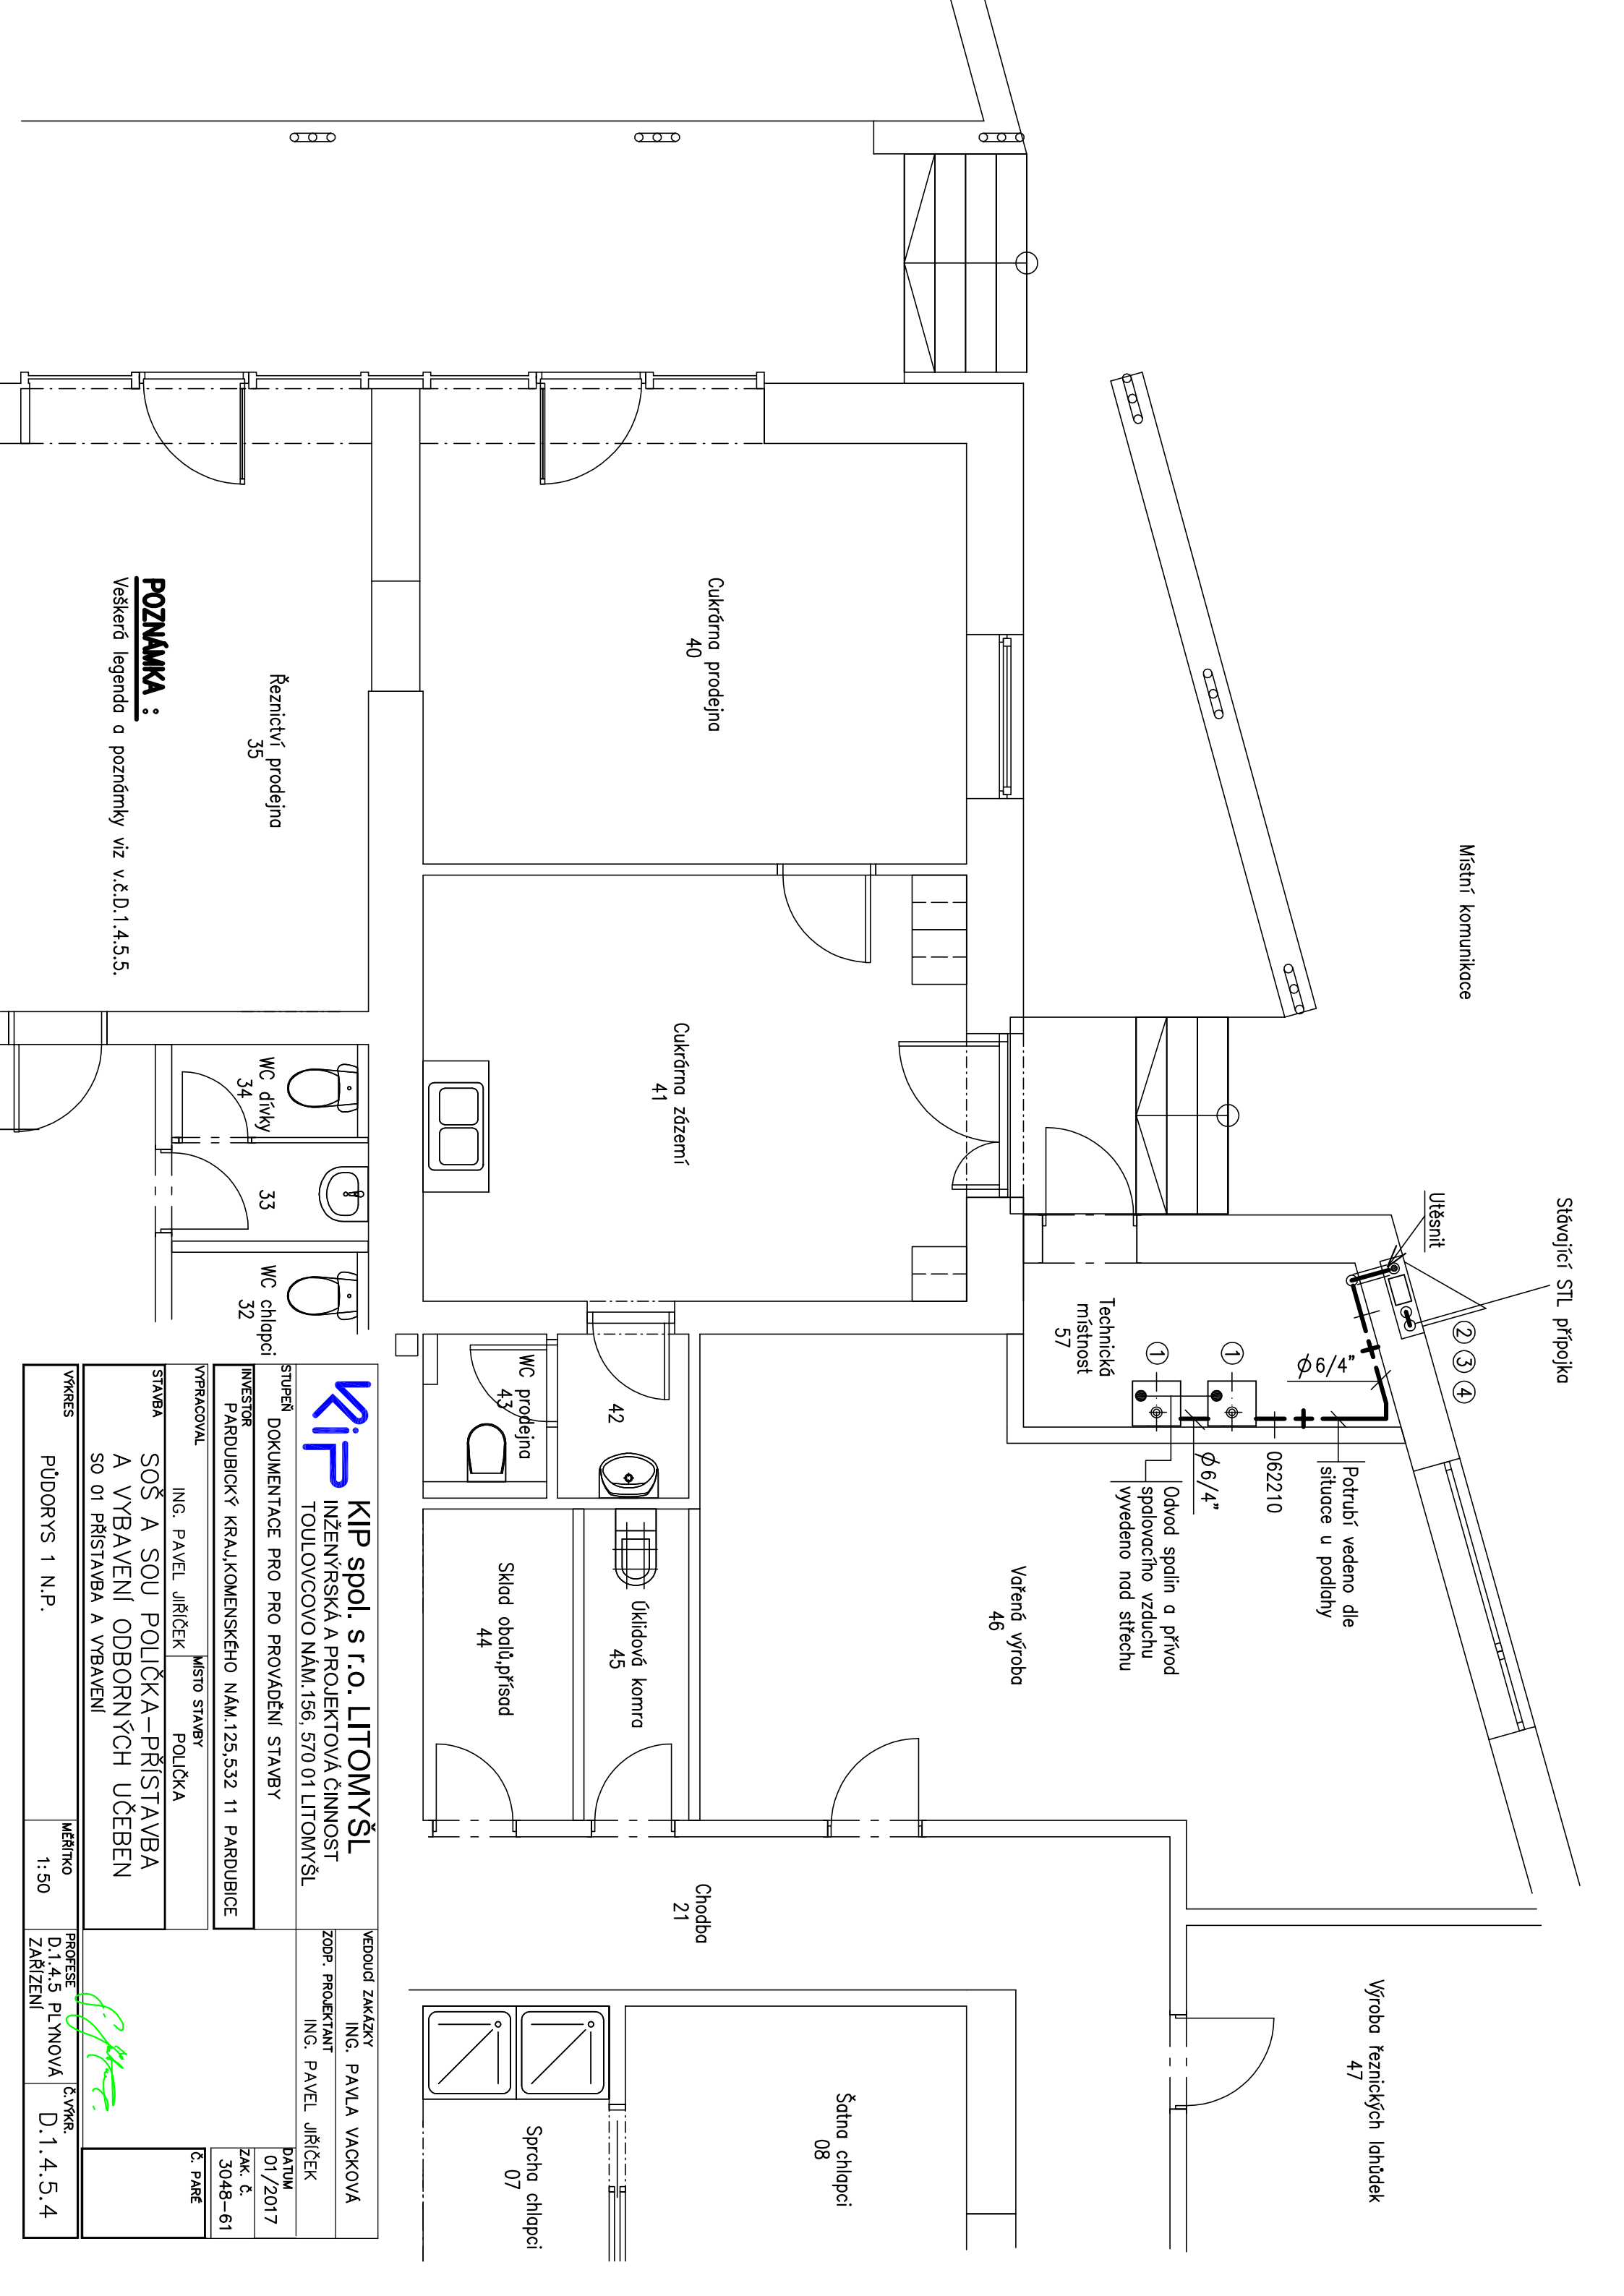 Místní komunikace
Stávající STL přípojka
Utěsnit
2 3 4
ϕ6/4"
Potrubí vedeno dle
situace u podlahy
062210
ϕ6/4"
1
1
Odvod spalin a přívod
spalovacího vzduchu
vyvedeno nad střechu
Technická
místnost
57
Výroba řeznických lahůdek
47
Vařená výroba
46
Šatna chlapci
08
Cukrárna prodejna
40
Cukrárna zázemí
41
Chodba
21
42
Úklidová komra
45
WC prodejna
43
Sklad obalů,přísad
44
Sprcha chlapci
07
Řeznictví prodejna
35
WC dívky
34
33
WC chlapci
32
POZNÁMKA :
Veškerá legenda a poznámky viz v.č.D.1.4.5.5.
KiP
KIP spol. s r.o. LITOMYŠL
INŽENÝRSKÁ A PROJEKTOVÁ ČINNOST
TOULOVCOVO NÁM.156, 570 01 LITOMYŠL
VEDOUCÍ ZAKÁZKY
ING. PAVLA VACKOVÁ
ZODP. PROJEKTANT
ING. PAVEL JIŘÍČEK
STUPEŇ
DOKUMENTACE PRO PROVÁDĚNÍ STAVBY
DATUM
01/2017
INVESTOR
PARDUBICKÝ KRAJ,KOMENSKÉHO NÁM.125,532 11 PARDUBICE
ZAK. Č.
3048-61
VYPRACOVAL
ING. PAVEL JIŘÍČEK
MÍSTO STAVBY
POLIČKA
Č. PARÉ
STAVBA
SOŠ A SOU POLIČKA-PŘÍSTAVBA
A VYBAVENÍ ODBORNÝCH UČEBEN
SO 01 PŘÍSTAVBA A VYBAVENÍ
VÝKRES
PŮDORYS 1 N.P.
MĚŘÍTKO
1:50
PROFESE
D.1.4.5 PLYNOVÁ
ZAŘÍZENÍ
Č.VÝKR.
D.1.4.5.4